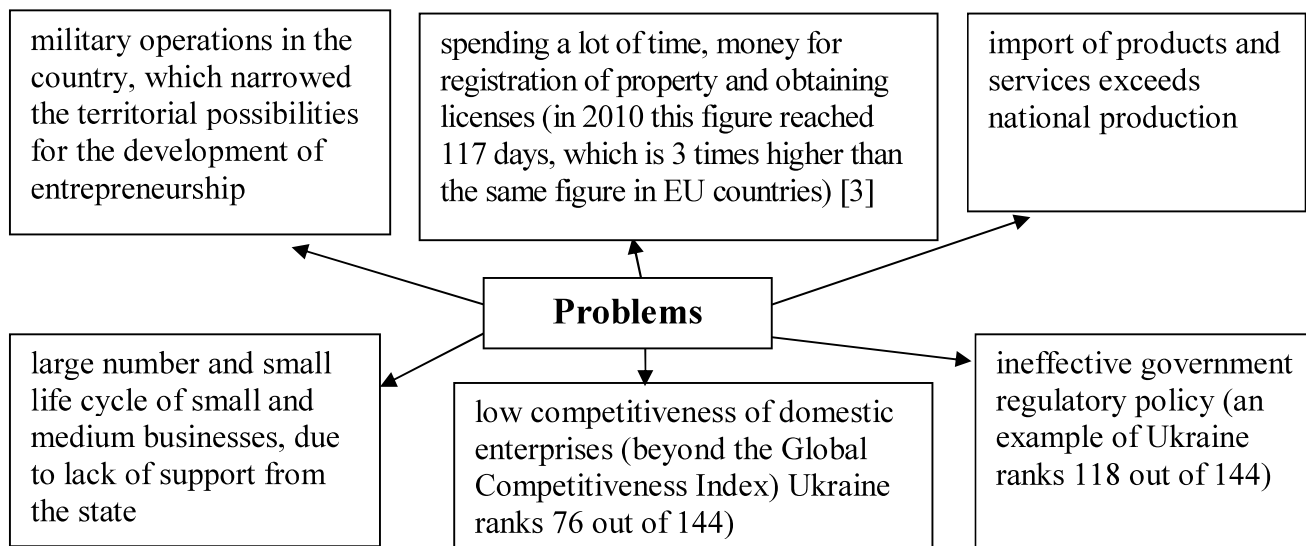 military operations in the
country, which narrowed
the territorial possibilities
for the development of
entrepreneurship
spending a lot of time, money for
registration of property and obtaining
licenses (in 2010 this figure reached
117 days, which is 3 times higher than
the same figure in EU countries) [3]
import of products and
services exceeds
national production
Problems
large number and small
life cycle of small and
medium businesses, due
to lack of support from
the state
low competitiveness of domestic
enterprises (beyond the Global
Competitiveness Index) Ukraine
ranks 76 out of 144)
ineffective government
regulatory policy (an
example of Ukraine
ranks 118 out of 144)